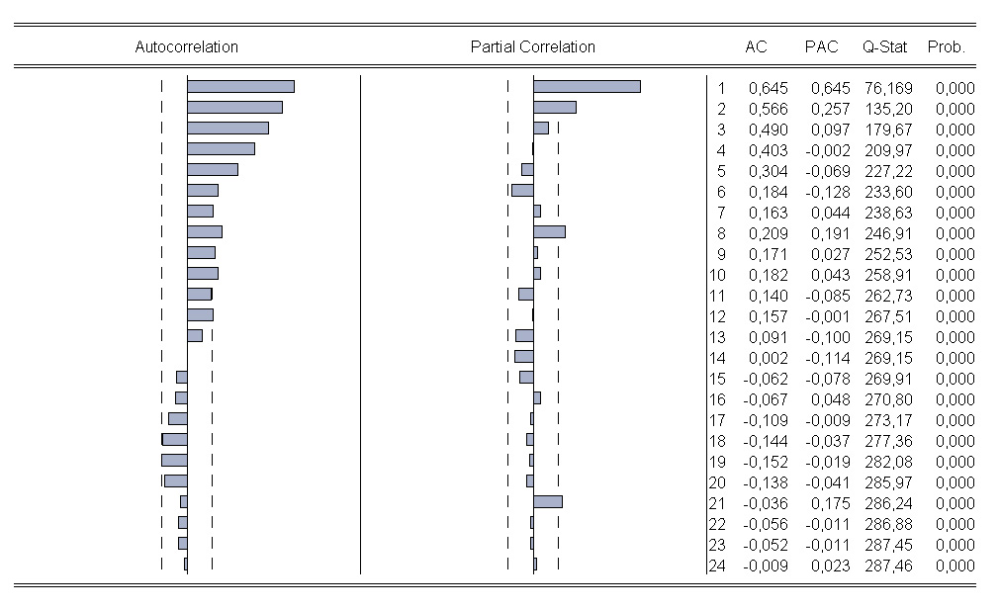 Autocorrelation Partial Correlation AC PAC Q-Stat Prob.
1 0,645 0,645 76,169 0,000
2 0,566 0,257 135,20 0,000
3 0,490 0,097 179,67 0,000
4 0,403 -0,002 209,97 0,000
5 0,304 -0,069 227,22 0,000
6 0,184 -0,128 233,60 0,000
7 0,163 0,044 238,63 0,000
8 0,209 0,191 246,91 0,000
9 0,171 0,027 252,53 0,000
10 0,182 0,043 258,91 0,000
11 0,140 -0,085 262,73 0,000
12 0,157 -0,001 267,51 0,000
13 0,091 -0,100 269,15 0,000
14 0,002 -0,114 269,15 0,000
15 -0,062 -0,078 269,91 0,000
16 -0,067 0,048 270,80 0,000
17 -0,109 -0,009 273,17 0,000
18 -0,144 -0,037 277,36 0,000
19 -0,152 -0,019 282,08 0,000
20 -0,138 -0,041 285,97 0,000
21 -0,036 0,175 286,24 0,000
22 -0,056 -0,011 286,88 0,000
23 -0,052 -0,011 287,45 0,000
24 -0,009 0,023 287,46 0,000